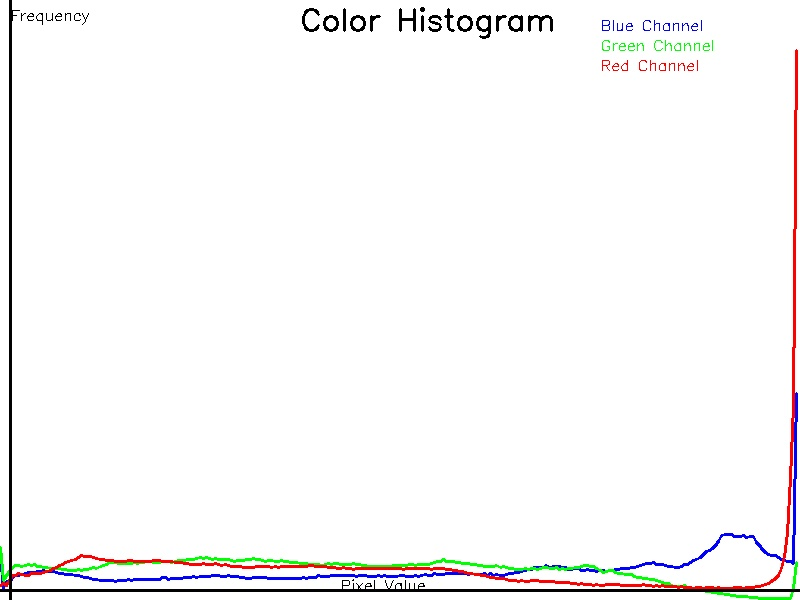 Frequency
Color Histogram
Blue Channel
Green Channel
Red Channel
Pixel Value